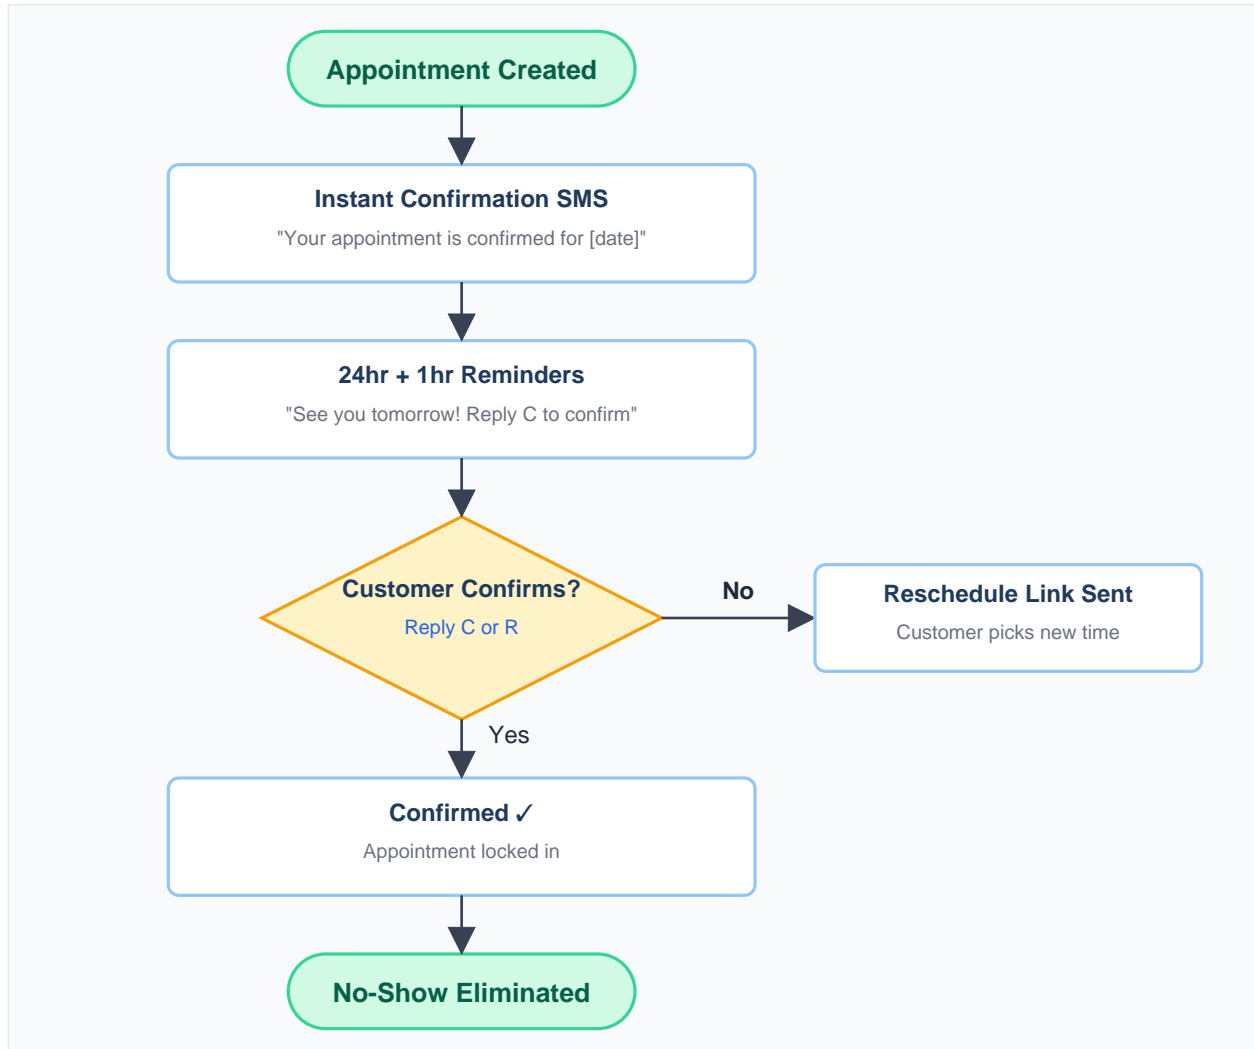 Appointment Created
Instant Confirmation SMS
"Your appointment is confirmed for [date]"
24hr + 1hr Reminders
"See you tomorrow! Reply C to confirm"
Customer Confirms?
Reply C or R
No
Reschedule Link Sent
Customer picks new time
Yes
Confirmed ✓
Appointment locked in
No-Show Eliminated